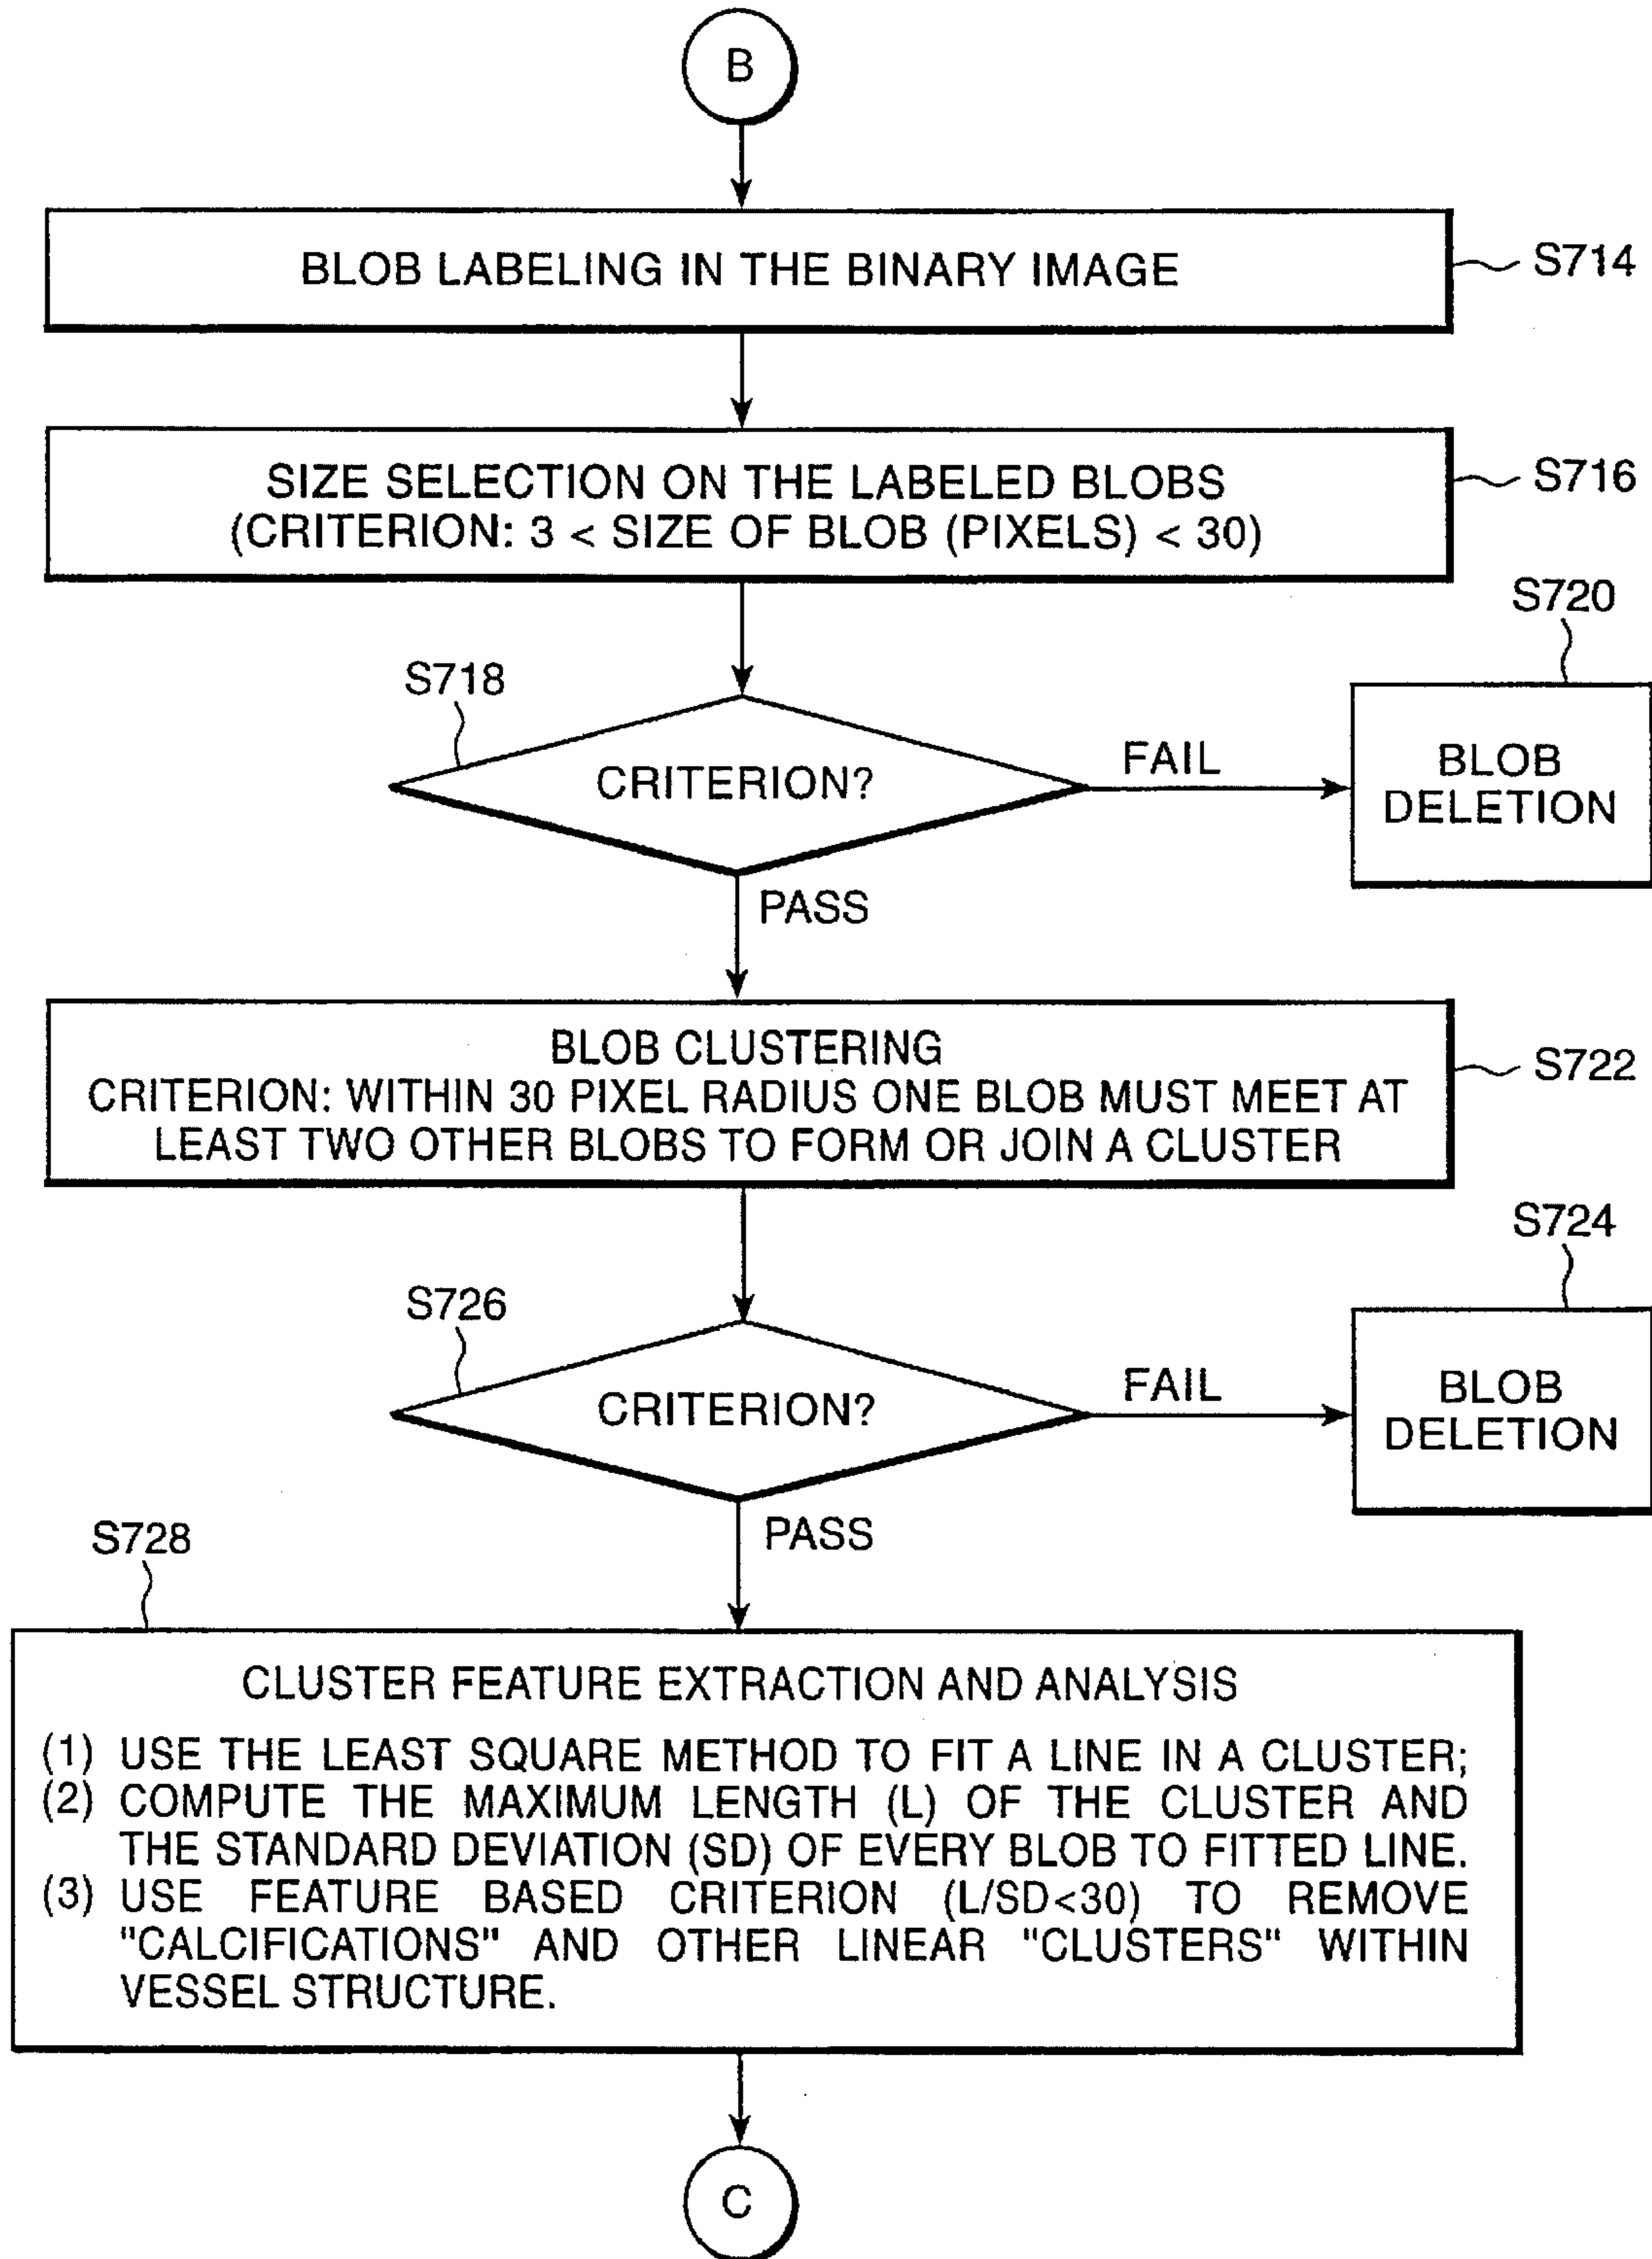 B
BLOB LABELING IN THE BINARY IMAGE
S714
SIZE SELECTION ON THE LABELED BLOBS
(CRITERION: 3 < SIZE OF BLOB (PIXELS) < 30)
S716
S718
CRITERION?
FAIL
S720
BLOB
DELETION
PASS
BLOB CLUSTERING
CRITERION: WITHIN 30 PIXEL RADIUS ONE BLOB MUST MEET AT
LEAST TWO OTHER BLOBS TO FORM OR JOIN A CLUSTER
S722
S726
CRITERION?
FAIL
S724
BLOB
DELETION
PASS
S728
CLUSTER FEATURE EXTRACTION AND ANALYSIS
(1) USE THE LEAST SQUARE METHOD TO FIT A LINE IN A CLUSTER;
(2) COMPUTE THE MAXIMUM LENGTH (L) OF THE CLUSTER AND
THE STANDARD DEVIATION (SD) OF EVERY BLOB TO FITTED LINE.
(3) USE FEATURE BASED CRITERION (L/SD<30) TO REMOVE
"CALCIFICATIONS" AND OTHER LINEAR "CLUSTERS" WITHIN
VESSEL STRUCTURE.
C